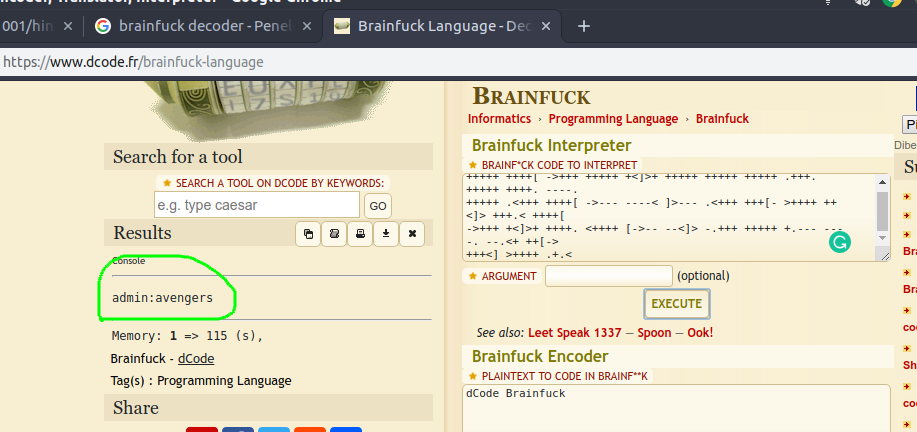 001/hin
brainfuck decoder - Penel
Brainfuck Language - Dec
https://www.dcode.fr/brainfuck-language
Search for a tool
SEARCH A TOOL ON DCODE BY KEYWORDS:
e.g. type caesar
GO
Results
Console
admin:avengers
Memory: 1 => 115 (s),
Brainfuck - dCode
Tag(s) : Programming Language
Share
BRAINFUCK
Informatics › Programming Language › Brainfuck
Brainfuck Interpreter
BRAINF*CK CODE TO INTERPRET
+++++ ++++[ ->+++ +++++ +<]>+ +++++ +++++ +++++ .+++.
+++++ ++++. ----.
+++++ .<+++ ++++[ ->--- ----< ]>--- .<+++ +++[- >++++ ++
<]> +++.< ++++[
->+++ +<]>+ ++++. <++++ [->-- --<]> -.+++ +++++ +.--- ---
-. --.<+ ++[->
+++<] >++++ .+.<
ARGUMENT
(optional)
EXECUTE
See also: Leet Speak 1337 — Spoon — Ook!
Brainfuck Encoder
PLAINTEXT TO CODE IN BRAINF**K
dCode Brainfuck
Pi
Dibe
Su
Bra
Bra
co
Sh
co